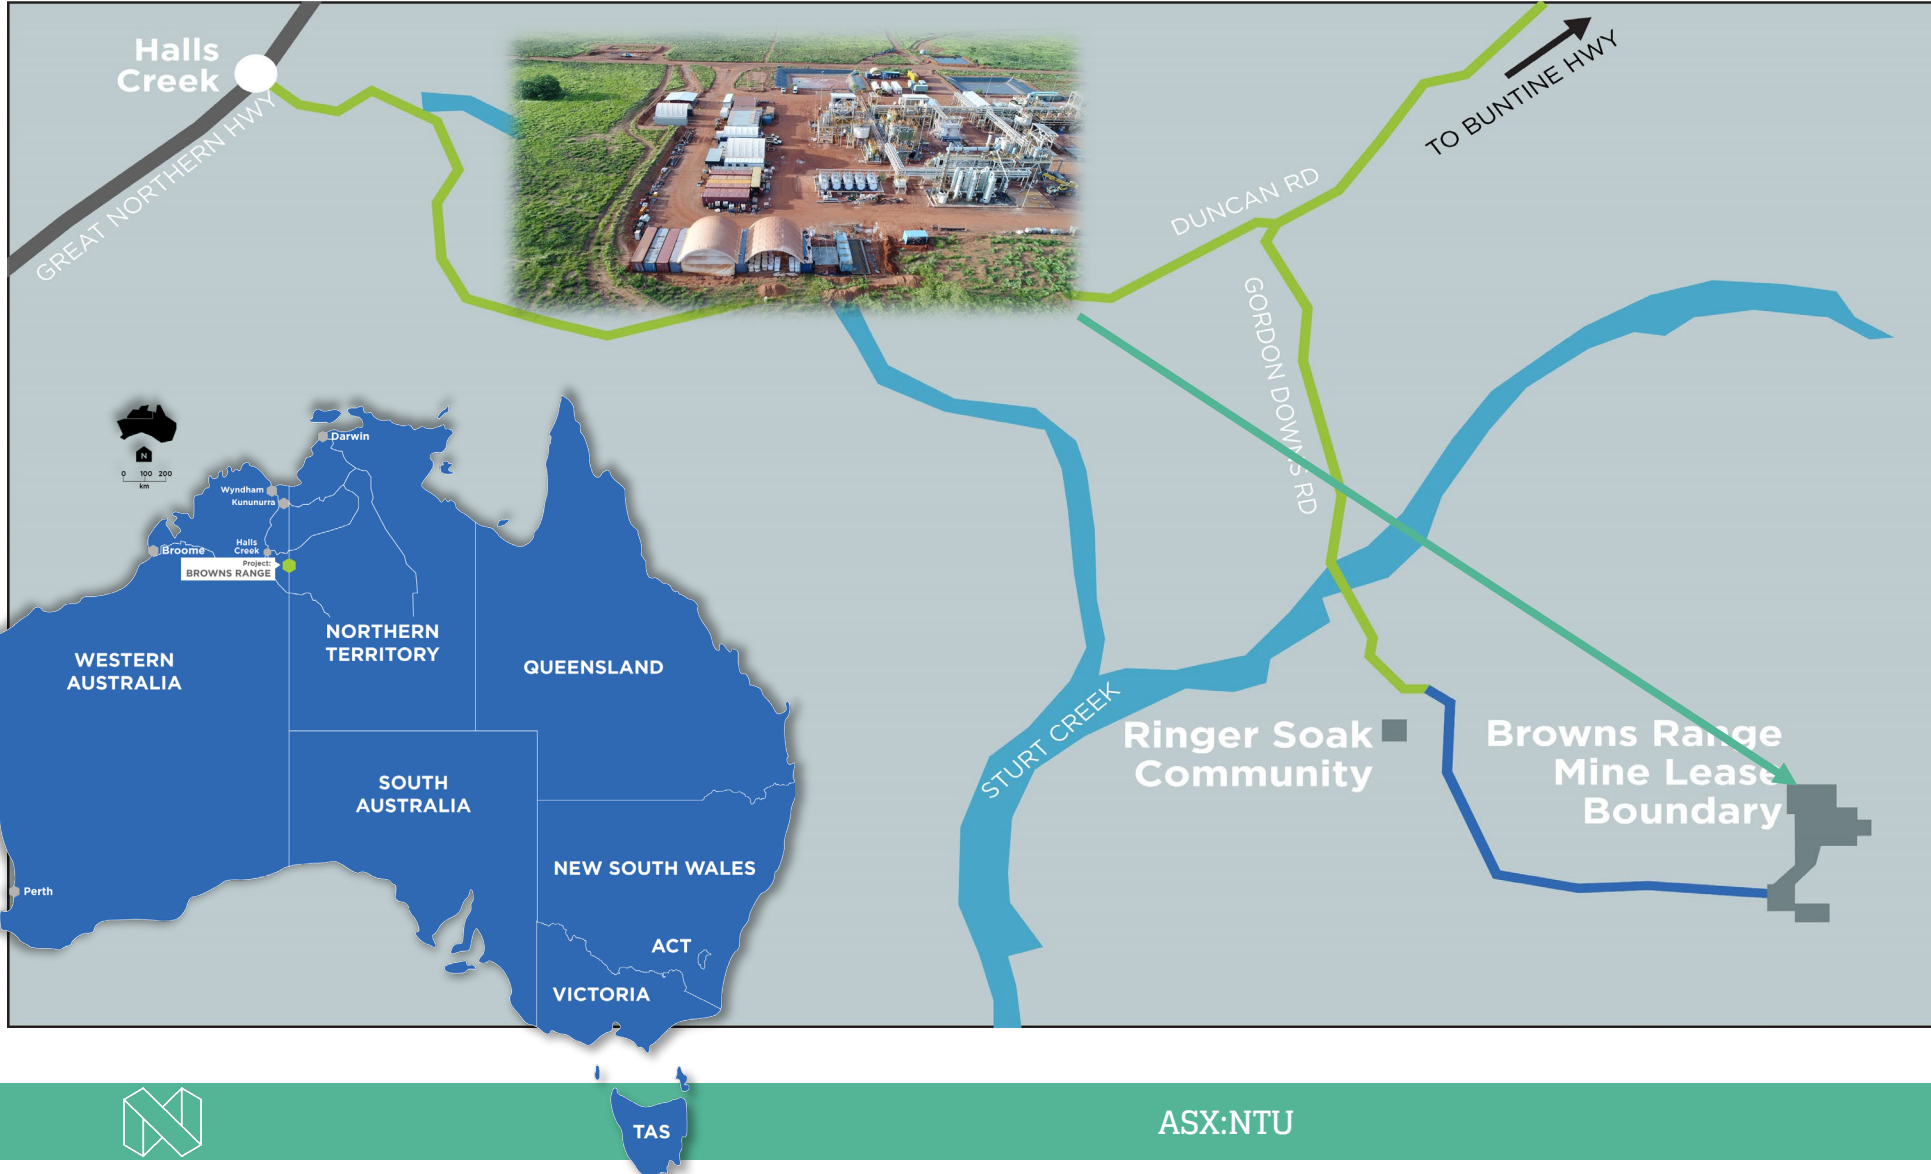 Halls
Creek
GREAT NORTHERN HWY
TO BUNTINE HWY
DUNCAN RD
GORDON DOWNS RD
STURT CREEK
Ringer Soak
Community
Browns Range
Mine Lease
Boundary
N
0 100 200
km
Darwin
Wyndham
Kununurra
Halls
Creek
Broome
Project:
BROWNS RANGE
NORTHERN
TERRITORY
WESTERN
AUSTRALIA
QUEENSLAND
SOUTH
AUSTRALIA
NEW SOUTH WALES
Perth
ACT
VICTORIA
TAS
ASX:NTU